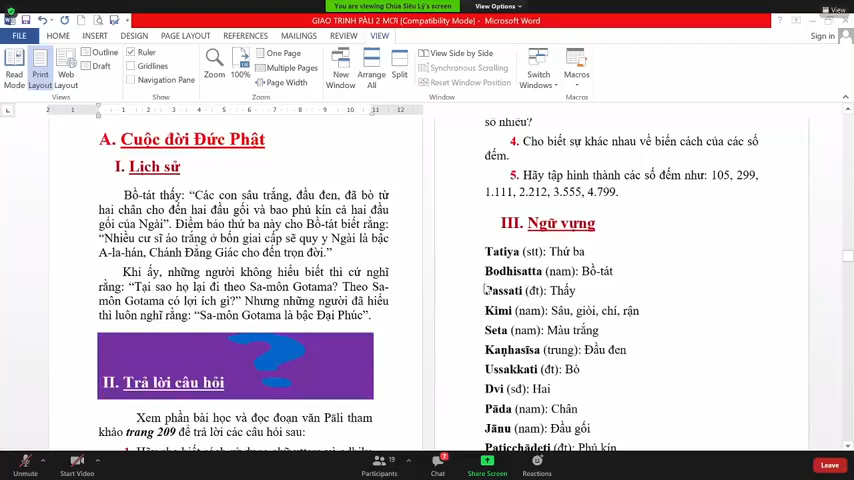 You are viewing Chùa Siêu Lý's screen
View Options
View
GIAO TRINH PALI 2 MOI [Compatibility Mode] - Microsoft Word
FILE
HOME
INSERT
DESIGN
PAGE LAYOUT
REFERENCES
MAILINGS
REVIEW
VIEW
Sign in
Read Mode
Print Layout
Web Layout
Outline
Draft
Views
Ruler
Gridlines
Navigation Pane
Show
Zoom
100%
One Page
Multiple Pages
Page Width
Zoom
New Window
Arrange All
Split
View Side by Side
Synchronous Scrolling
Reset Window Position
Window
Switch Windows
Macros
Macros
A. Cuộc đời Đức Phật
I. Lịch sử
Bồ-tát thấy: “Các con sâu trắng, đầu đen, đã bò từ
hai chân cho đến hai đầu gối và bao phủ kín cả hai đầu
gối của Ngài”. Điềm báo thứ ba này cho Bồ-tát biết rằng:
“Nhiều cư sĩ áo trắng ở bốn giai cấp sẽ quy y Ngài là bậc
A-la-hán, Chánh Đẳng Giác cho đến trọn đời.”
Khi ấy, những người không hiểu biết thì cứ nghĩ
rằng: “Tại sao họ lại đi theo Sa-môn Gotama? Theo Sa-
môn Gotama có lợi ích gì?” Nhưng những người đã hiểu
thì luôn nghĩ rằng: “Sa-môn Gotama là bậc Đại Phúc”.
II. Trả lời câu hỏi
Xem phần bài học và đọc đoạn văn Pāli tham
khảo trang 209 để trả lời các câu hỏi sau:
số nhiều?
4. Cho biết sự khác nhau về biến cách của các số
đếm.
5. Hãy tập hình thành các số đếm như: 105, 299,
1.111, 2.212, 3.555, 4.799.
III. Ngữ vựng
Tatiya (stt): Thứ ba
Bodhisatta (nam): Bồ-tát
Passati (đt): Thấy
Kimi (nam): Sâu, giòi, chí, rận
Seta (nam): Màu trắng
Kaṇhasīsa (trung): Đầu đen
Ussakkati (đt): Bò
Dvi (sđ): Hai
Pāda (nam): Chân
Jānu (nam): Đầu gối
Paṭicchādeti (đt): Phủ kín
Unmute
Start Video
19
Participants
7
Chat
Share Screen
Reactions
Leave